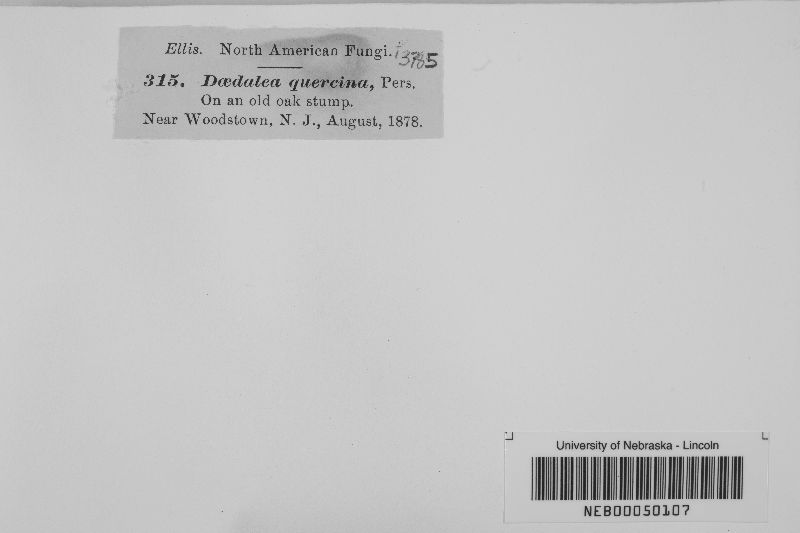 Ellis. North American Fungi.
315. Dœdalea quercina, Pers.
On an old oak stump.
Near Woodstown, N. J., August, 1878.
University of Nebraska - Lincoln
NEB00050107